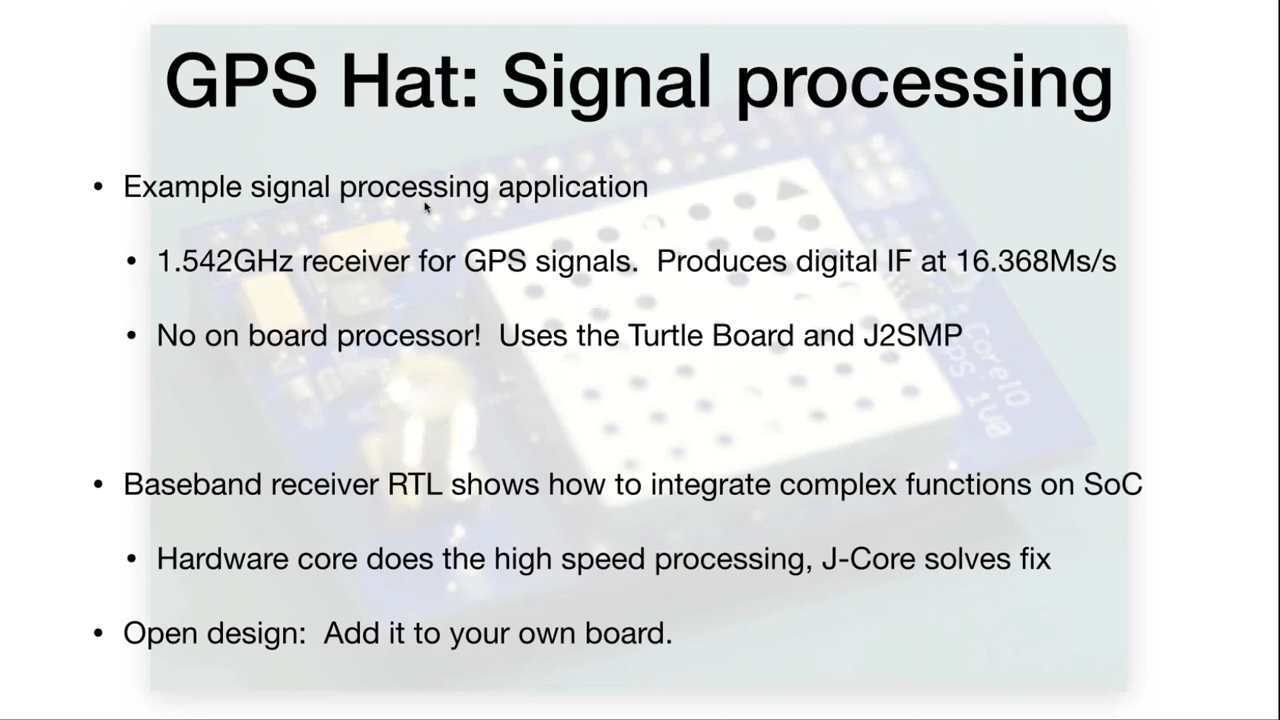 GPS Hat: Signal processing
• Example signal processing application
• 1.542GHz receiver for GPS signals.  Produces digital IF at 16.368Ms/s
• No on board processor!  Uses the Turtle Board and J2SMP
CoreIO
GPS 1V0
• Baseband receiver RTL shows how to integrate complex functions on SoC
• Hardware core does the high speed processing, J-Core solves fix
• Open design:  Add it to your own board.